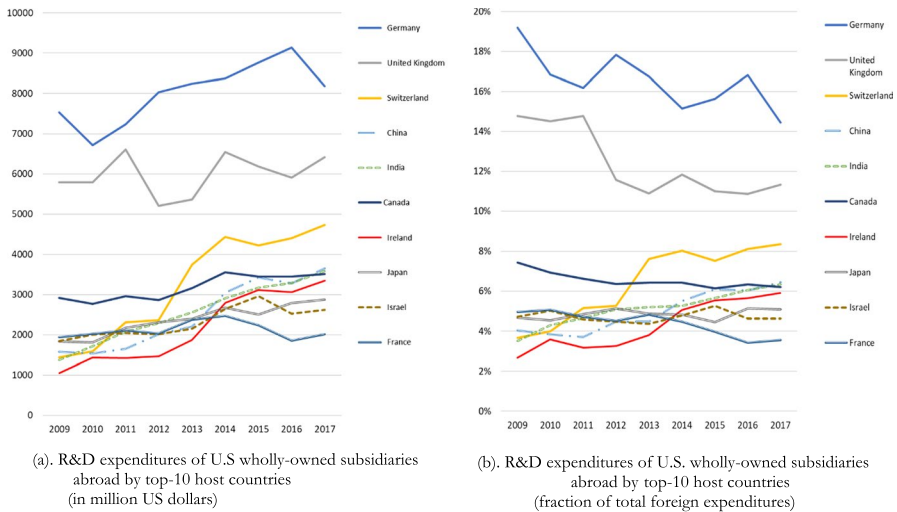 10000
9000
8000
7000
6000
5000
4000
3000
2000
1000
0
2009 2010 2011 2012 2013 2014 2015 2016 2017
Germany
United Kingdom
Switzerland
China
India
Canada
Ireland
Japan
Israel
France
(a). R&D expenditures of U.S wholly-owned subsidiaries
abroad by top-10 host countries
(in million US dollars)
20%
18%
16%
14%
12%
10%
8%
6%
4%
2%
0%
2009 2010 2011 2012 2013 2014 2015 2016 2017
Germany
United
Kingdom
Switzerland
China
India
Canada
Ireland
Japan
Israel
France
(b). R&D expenditures of U.S. wholly-owned subsidiaries
abroad by top-10 host countries
(fraction of total foreign expenditures)